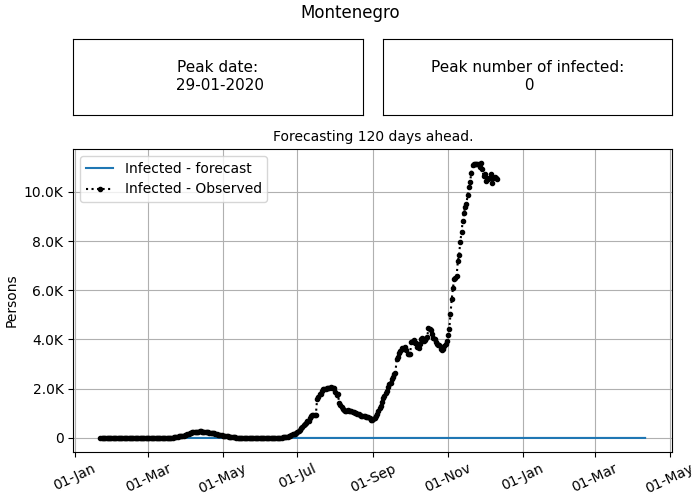 Montenegro
Peak date:
29-01-2020
Peak number of infected:
0
Forecasting 120 days ahead.
Infected - forecast
Infected - Observed
10.0K
8.0K
6.0K
4.0K
2.0K
0
Persons
01-Jan
01-Mar
01-May
01-Jul
01-Sep
01-Nov
01-Jan
01-Mar
01-May